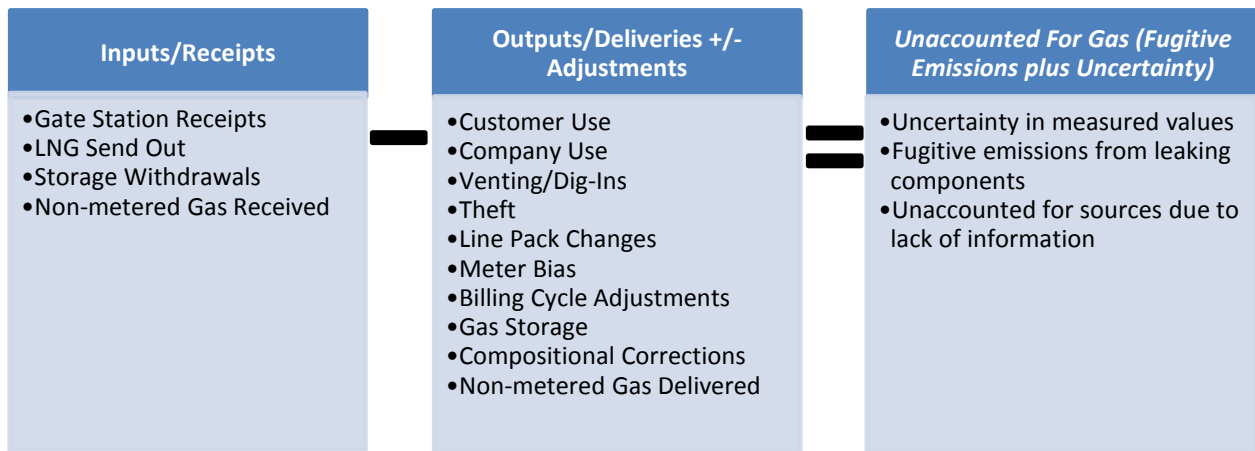 Inputs/Receipts
•Gate Station Receipts
•LNG Send Out
•Storage Withdrawals
•Non-metered Gas Received
Outputs/Deliveries +/-
Adjustments
•Customer Use
•Company Use
•Venting/Dig-Ins
•Theft
•Line Pack Changes
•Meter Bias
•Billing Cycle Adjustments
•Gas Storage
•Compositional Corrections
•Non-metered Gas Delivered
Unaccounted For Gas (Fugitive
Emissions plus Uncertainty)
•Uncertainty in measured values
•Fugitive emissions from leaking
components
•Unaccounted for sources due to
lack of information